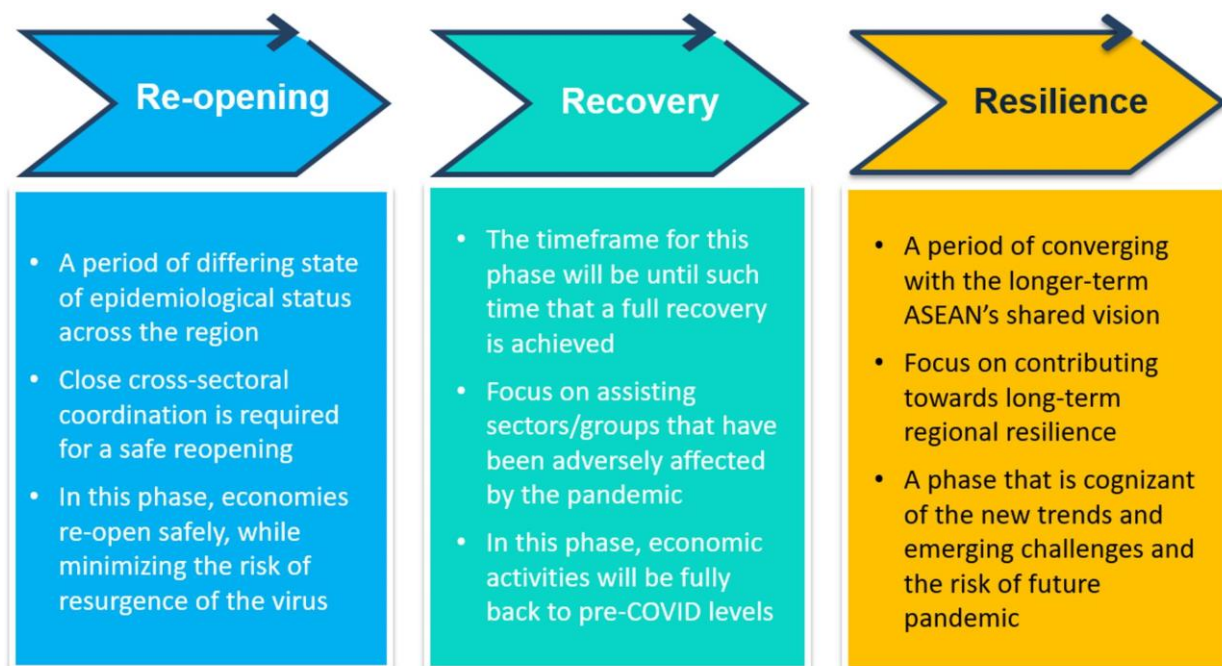 Re-opening
• A period of differing state
of epidemiological status
across the region
• Close cross-sectoral
coordination is required
for a safe reopening
• In this phase, economies
re-open safely, while
minimizing the risk of
resurgence of the virus
Recovery
• The timeframe for this
phase will be until such
time that a full recovery
is achieved
• Focus on assisting
sectors/groups that have
been adversely affected
by the pandemic
• In this phase, economic
activities will be fully
back to pre-COVID levels
Resilience
• A period of converging
with the longer-term
ASEAN’s shared vision
• Focus on contributing
towards long-term
regional resilience
• A phase that is cognizant
of the new trends and
emerging challenges and
the risk of future
pandemic